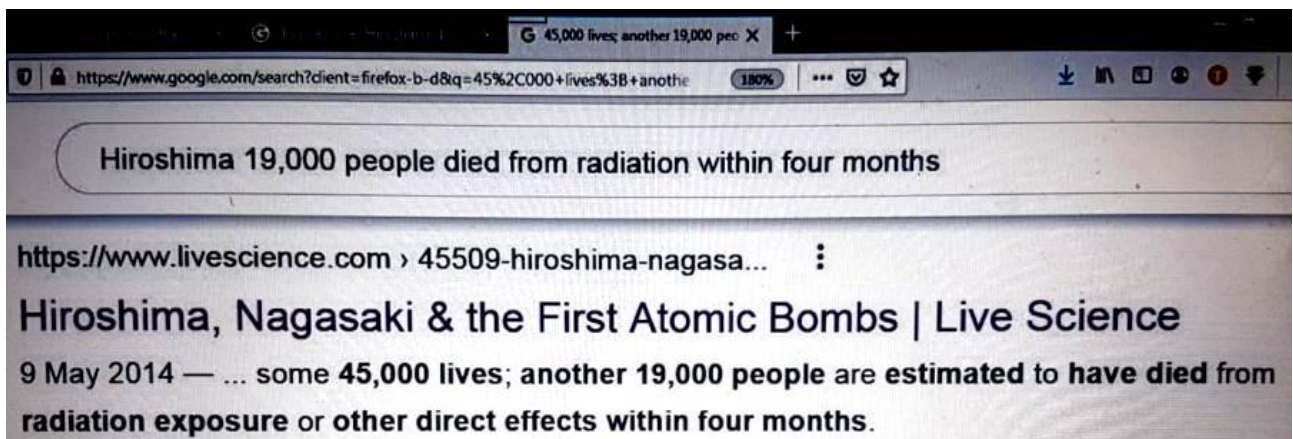 45,000 lives; another 19,000 peo
https://www.google.com/search?client=firefox-b-d&q=45%2C000+lives%3B+anothe 180%
Hiroshima 19,000 people died from radiation within four months
https://www.livescience.com › 45509-hiroshima-nagasa...
Hiroshima, Nagasaki & the First Atomic Bombs | Live Science
9 May 2014 — ... some 45,000 lives; another 19,000 people are estimated to have died from
radiation exposure or other direct effects within four months.